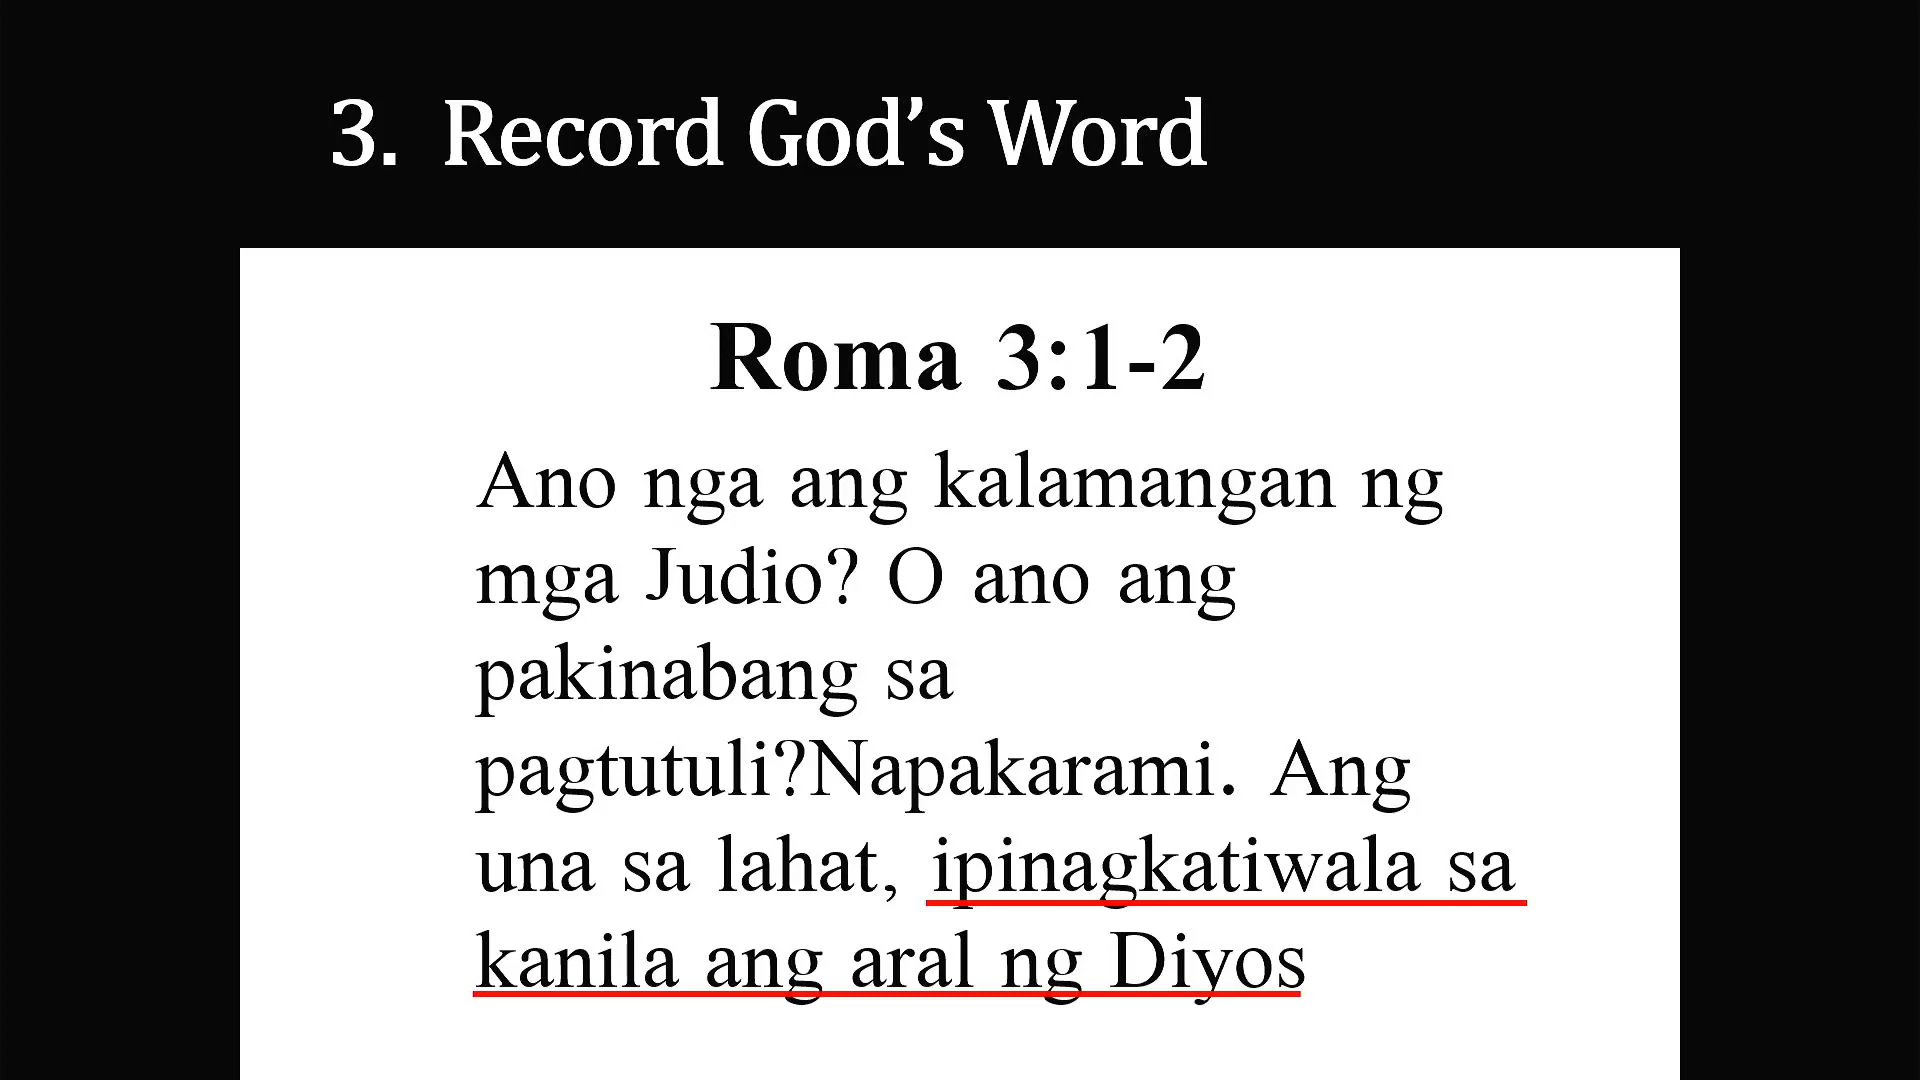 3. Record God’s Word
Roma 3:1-2
Ano nga ang kalamangan ng
mga Judio? O ano ang
pakinabang sa
pagtutuli?Napakarami. Ang
una sa lahat, ipinagkatiwala sa
kanila ang aral ng Diyos